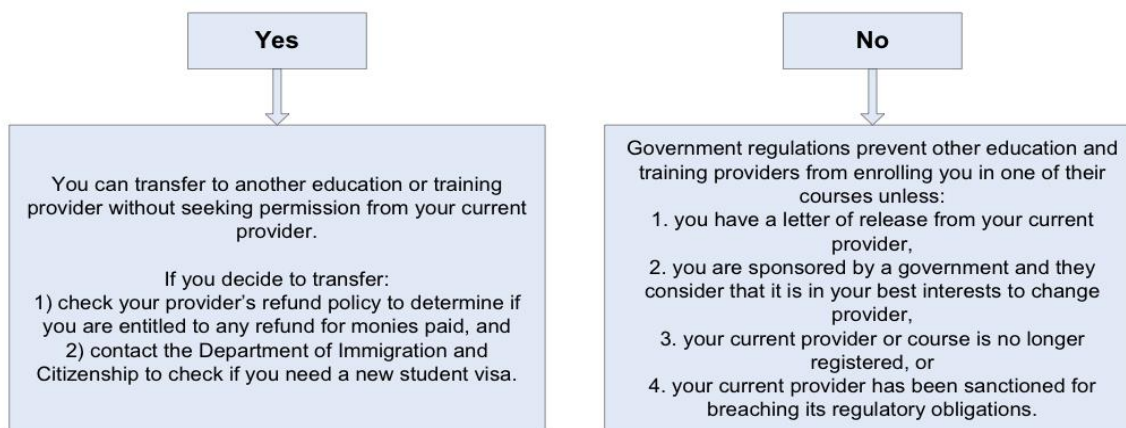 Yes
You can transfer to another education or training
provider without seeking permission from your current
provider.
If you decide to transfer:
1) check your provider's refund policy to determine if
you are entitled to any refund for monies paid, and
2) contact the Department of Immigration and
Citizenship to check if you need a new student visa.
No
Government regulations prevent other education and
training providers from enrolling you in one of their
courses unless:
1. you have a letter of release from your current
provider,
2. you are sponsored by a government and they
consider that it is in your best interests to change
provider,
3. your current provider or course is no longer
registered, or
4. your current provider has been sanctioned for
breaching its regulatory obligations.